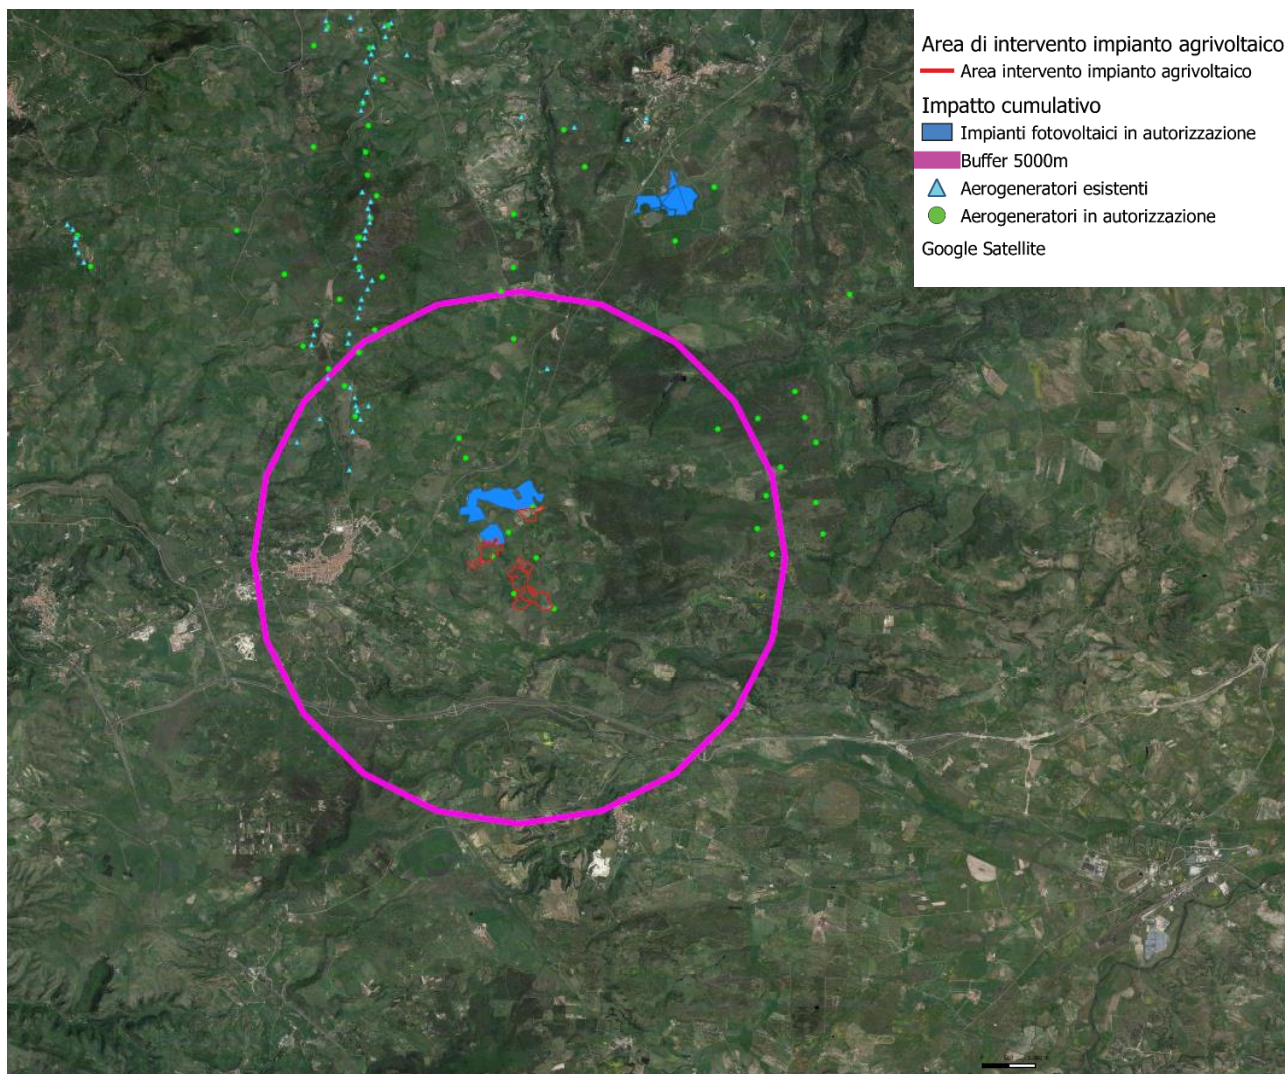 Area di intervento impianto agrivoltaico
Area intervento impianto agrivoltaico
Impatto cumulativo
Impianti fotovoltaici in autorizzazione
Buffer 5000m
Aerogeneratori esistenti
Aerogeneratori in autorizzazione
Google Satellite